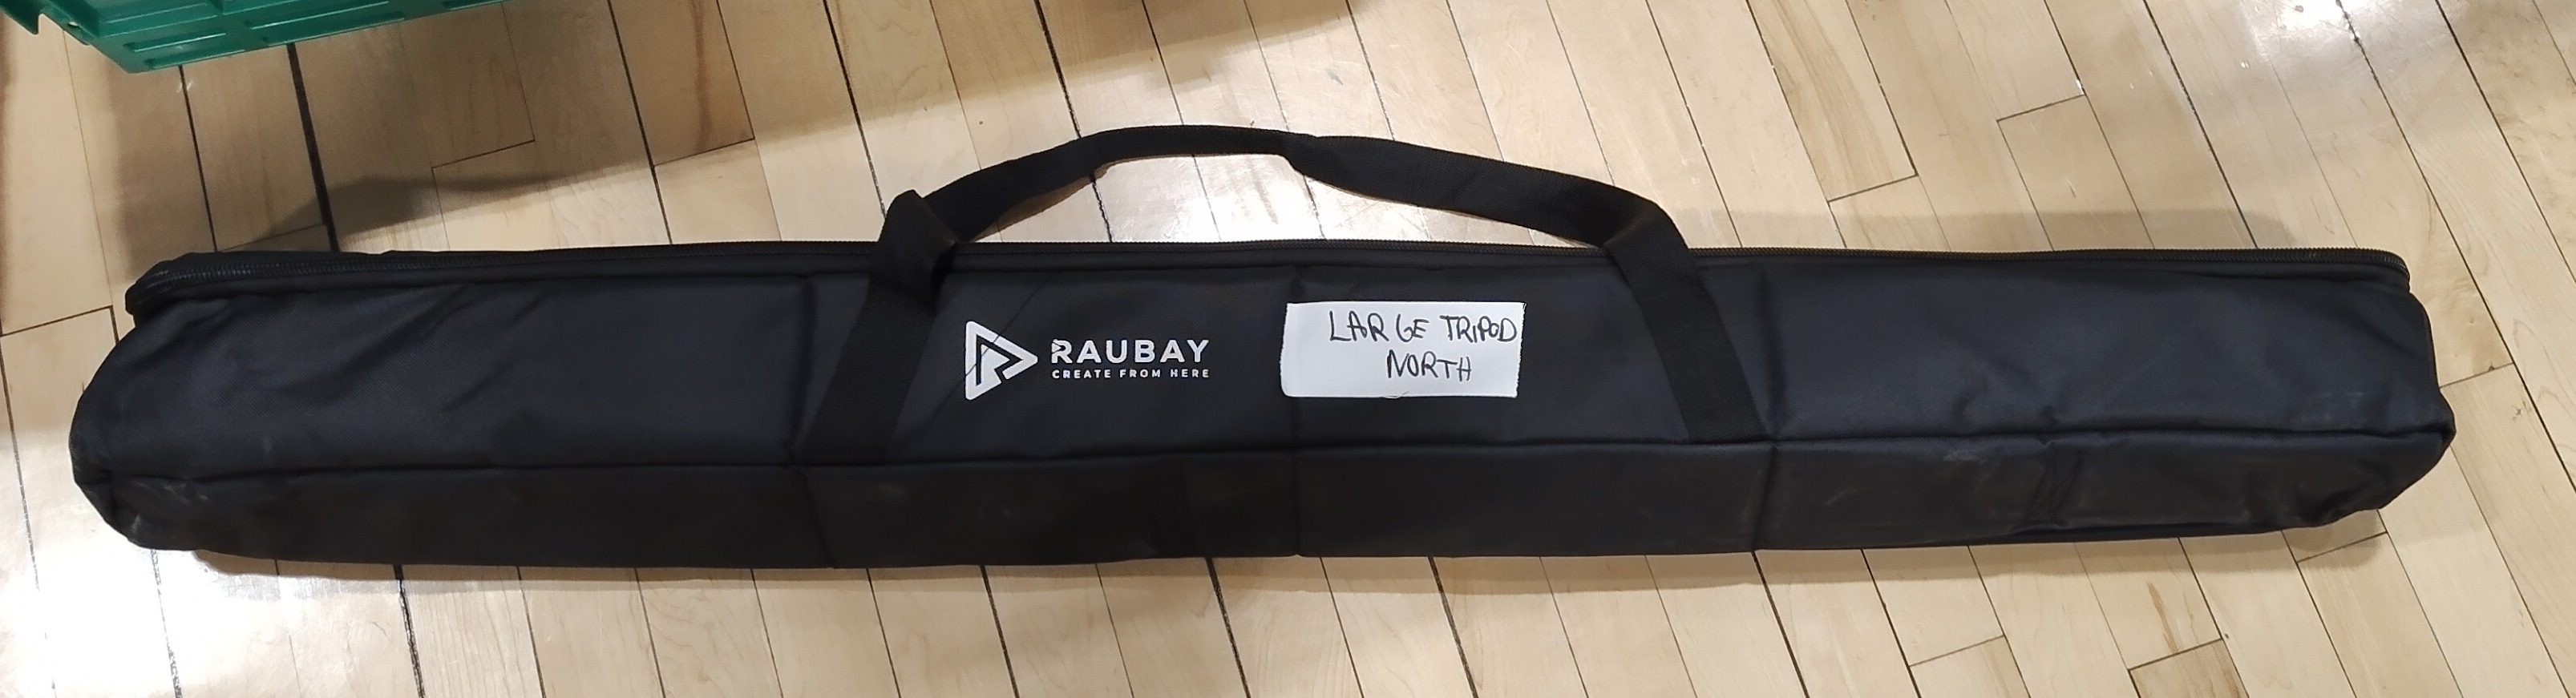 RAUBAY
CREATE FROM HERE
LARGE TRIPOD
NORTH